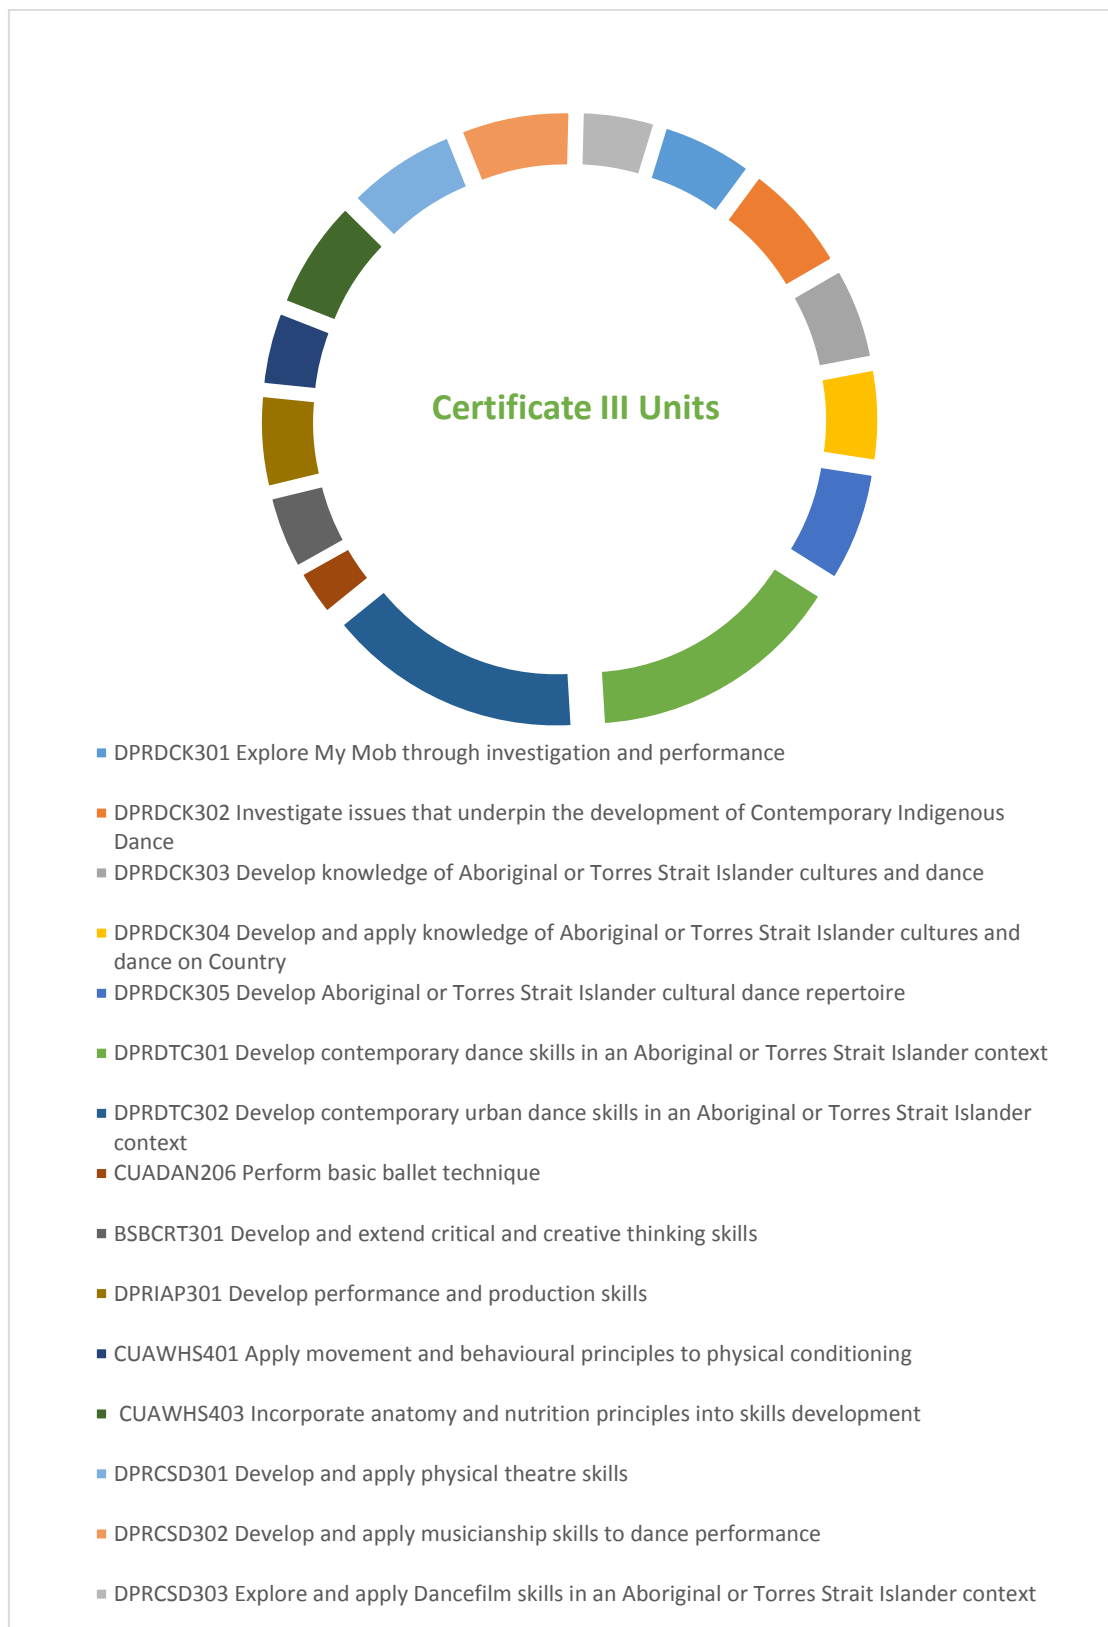 Certificate III Units
DPRDCK301 Explore My Mob through investigation and performance
DPRDCK302 Investigate issues that underpin the development of Contemporary Indigenous
Dance
DPRDCK303 Develop knowledge of Aboriginal or Torres Strait Islander cultures and dance
DPRDCK304 Develop and apply knowledge of Aboriginal or Torres Strait Islander cultures and
dance on Country
DPRDCK305 Develop Aboriginal or Torres Strait Islander cultural dance repertoire
DPRDTC301 Develop contemporary dance skills in an Aboriginal or Torres Strait Islander context
DPRDTC302 Develop contemporary urban dance skills in an Aboriginal or Torres Strait Islander
context
CUADAN206 Perform basic ballet technique
BSBCRT301 Develop and extend critical and creative thinking skills
DPRIAP301 Develop performance and production skills
CUAWHS401 Apply movement and behavioural principles to physical conditioning
CUAWHS403 Incorporate anatomy and nutrition principles into skills development
DPRCSD301 Develop and apply physical theatre skills
DPRCSD302 Develop and apply musicianship skills to dance performance
DPRCSD303 Explore and apply Dancefilm skills in an Aboriginal or Torres Strait Islander context